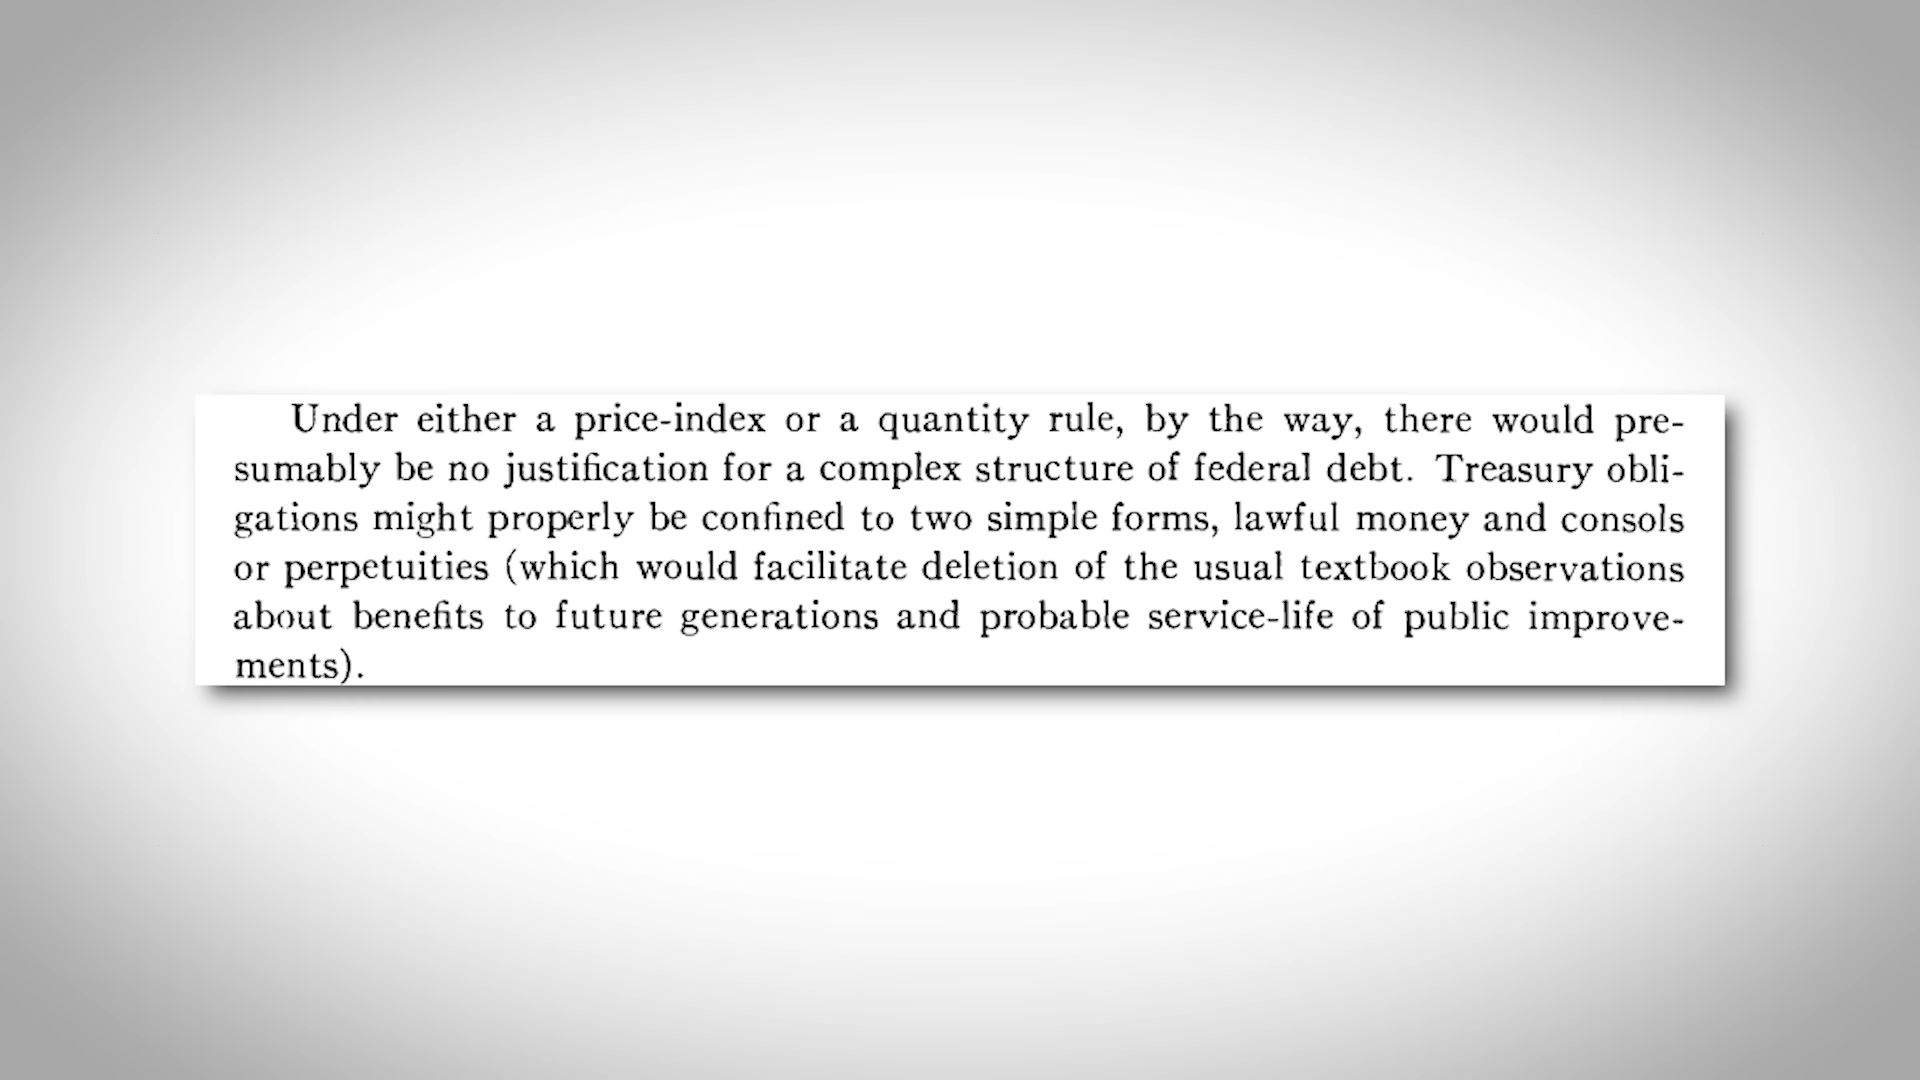 Under either a price-index or a quantity rule, by the way, there would pre-
sumably be no justification for a complex structure of federal debt. Treasury obli-
gations might properly be confined to two simple forms, lawful money and consols
or perpetuities (which would facilitate deletion of the usual textbook observations
about benefits to future generations and probable service-life of public improve-
ments).